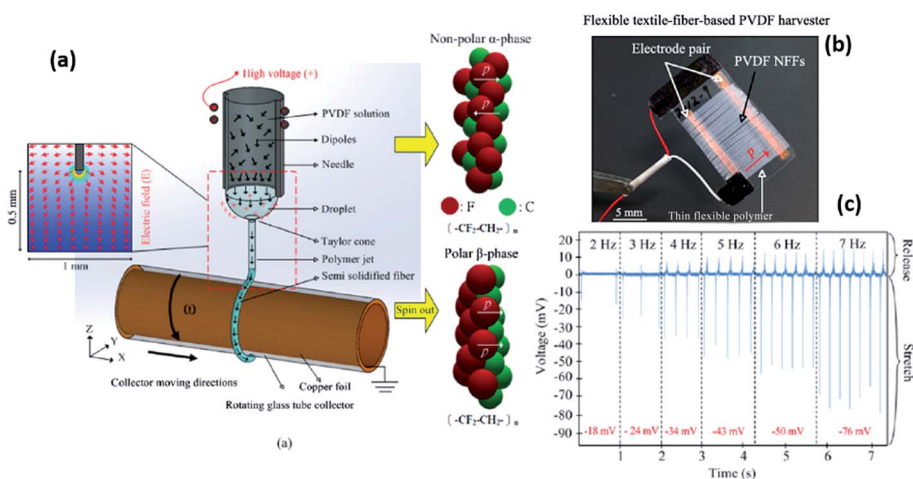 (a)
High voltage (+)
PVDF solution
Dipoles
Needle
Droplet
Taylor cone
Polymer jet
Semi solidified fiber
Electric field (E)
0.5 mm
1 mm
ω
Z
Y
X
Collector moving directions
Copper foil
Rotating glass tube collector
(a)
Spin out
Non-polar α-phase
P
P
: F
: C
[-CF2-CH2-]n
Polar β-phase
P
P
[-CF2-CH2-]n
Flexible textile-fiber-based PVDF harvester
(b)
Electrode pair
PVDF NFFs
P
5 mm
Thin flexible polymer
(c)
Voltage (mV)
20
10
0
-10
-20
-30
-40
-50
-60
-70
-80
-90
2 Hz
3 Hz
4 Hz
5 Hz
6 Hz
7 Hz
-18 mV
-24 mV
-34 mV
-43 mV
-50 mV
-76 mV
1
2
3
4
5
6
7
Time (s)
Release
Stretch